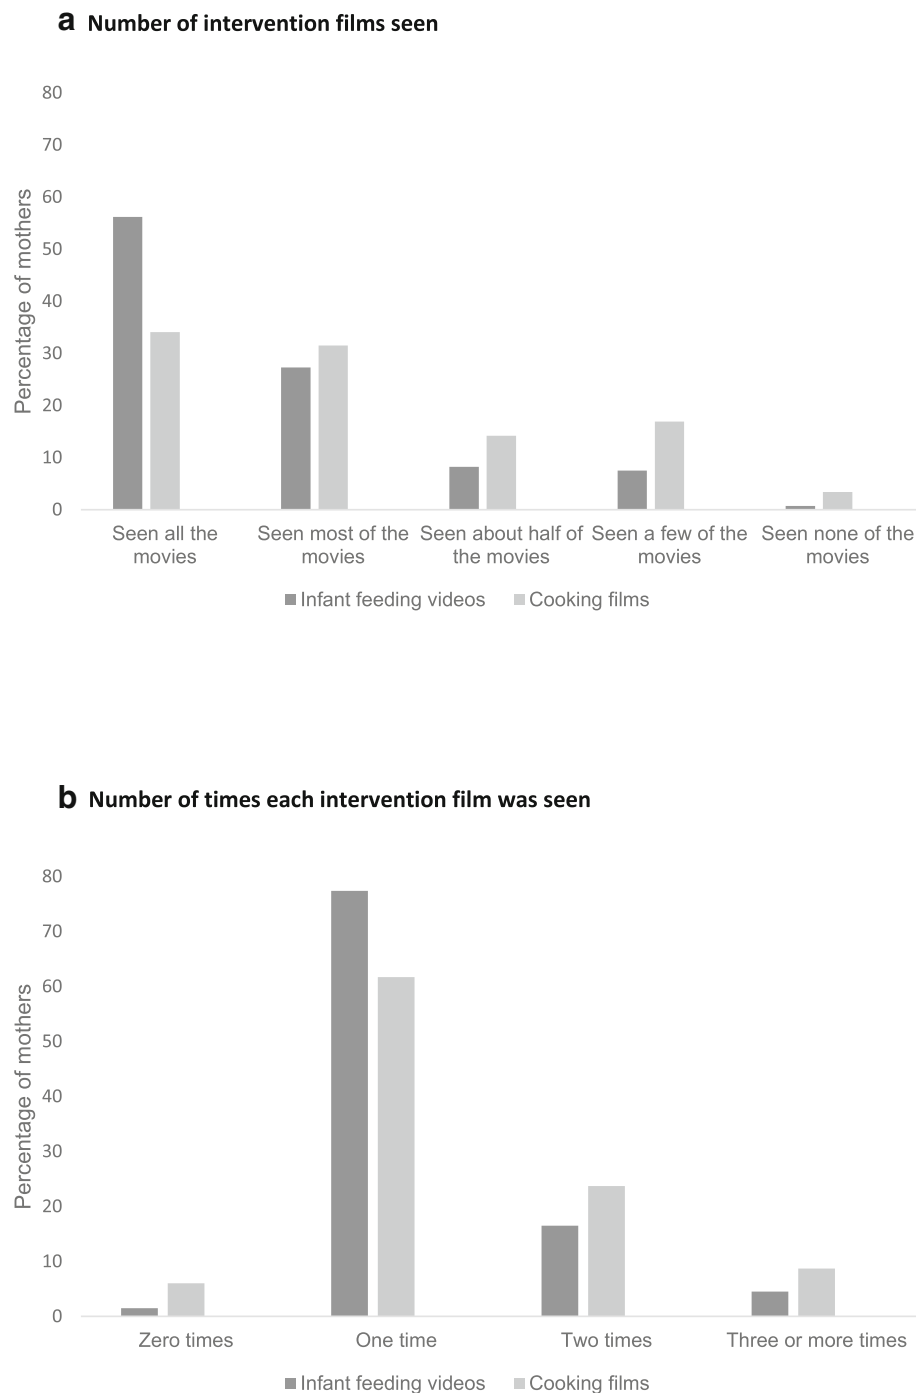 a Number of intervention films seen
80
70
60
50
40
30
20
10
0
Percentage of mothers
Seen all the movies
Seen most of the movies
Seen about half of the movies
Seen a few of the movies
Seen none of the movies
Infant feeding videos
Cooking films
b Number of times each intervention film was seen
80
70
60
50
40
30
20
10
0
Percentage of mothers
Zero times
One time
Two times
Three or more times
Infant feeding videos
Cooking films